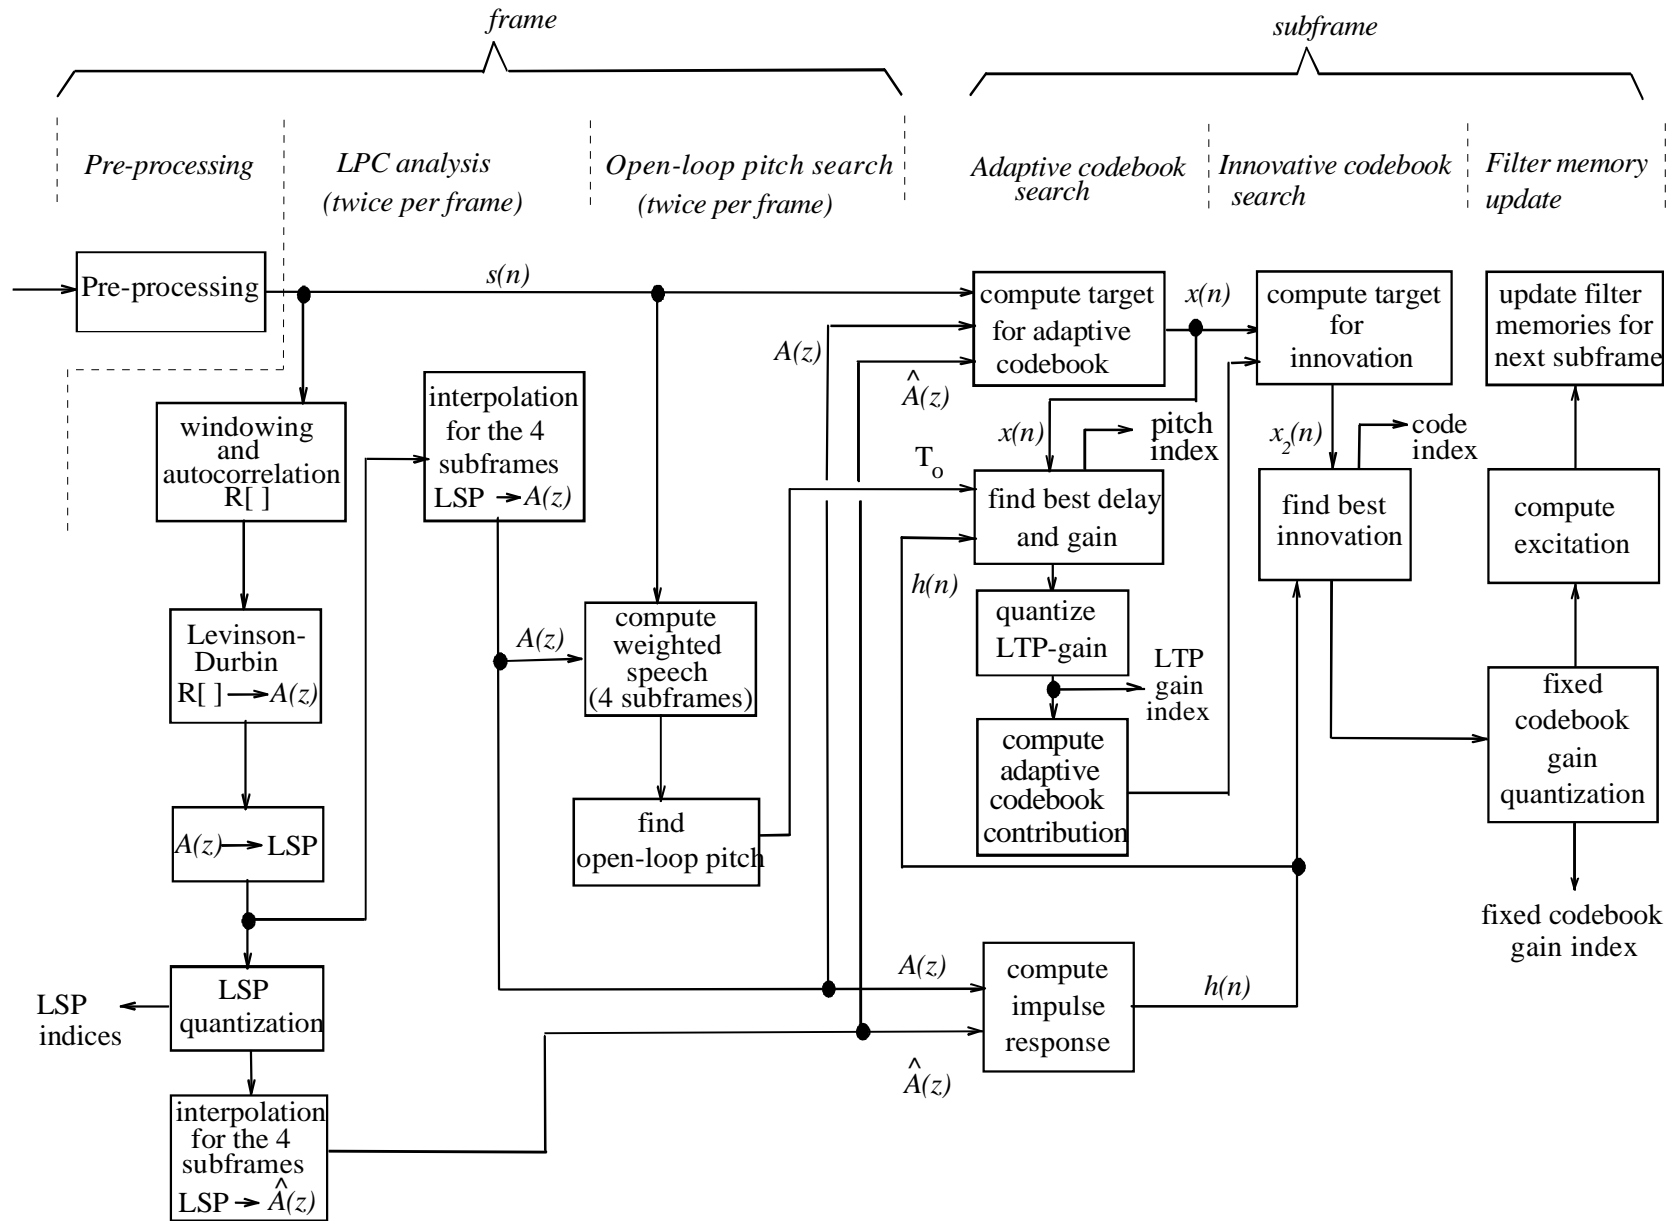 frame
subframe
Pre-processing
LPC analysis
(twice per frame)
Open-loop pitch search
(twice per frame)
Adaptive codebook
search
Innovative codebook
search
Filter memory
update
Pre-processing
s(n)
compute target
for adaptive
codebook
x(n)
compute target
for
innovation
update filter
memories for
next subframe
A(z)
Â(z)
windowing
and
autocorrelation
R[ ]
interpolation
for the 4
subframes
LSP → A(z)
x(n)
pitch
index
x₂(n)
code
index
Tₒ
find best delay
and gain
find best
innovation
compute
excitation
h(n)
Levinson-
Durbin
R[ ] → A(z)
A(z)
compute
weighted
speech
(4 subframes)
quantize
LTP-gain
LTP
gain
index
fixed
codebook
gain
quantization
compute
adaptive
codebook
contribution
A(z) → LSP
find
open-loop pitch
fixed codebook
gain index
LSP
quantization
LSP
indices
A(z)
compute
impulse
response
h(n)
Â(z)
interpolation
for the 4
subframes
LSP → Â(z)